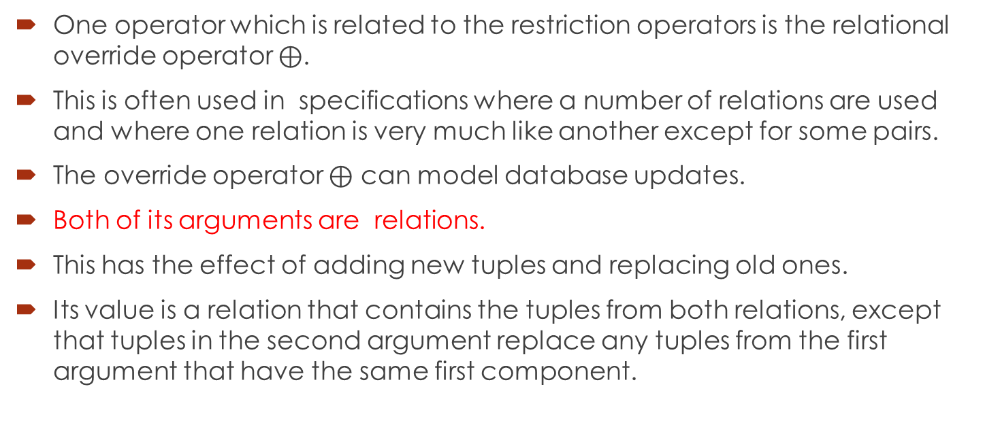 One operator which is related to the restriction operators is the relational
override operator ⊕.
This is often used in specifications where a number of relations are used
and where one relation is very much like another except for some pairs.
The override operator ⊕ can model database updates.
Both of its arguments are relations.
This has the effect of adding new tuples and replacing old ones.
Its value is a relation that contains the tuples from both relations, except
that tuples in the second argument replace any tuples from the first
argument that have the same first component.